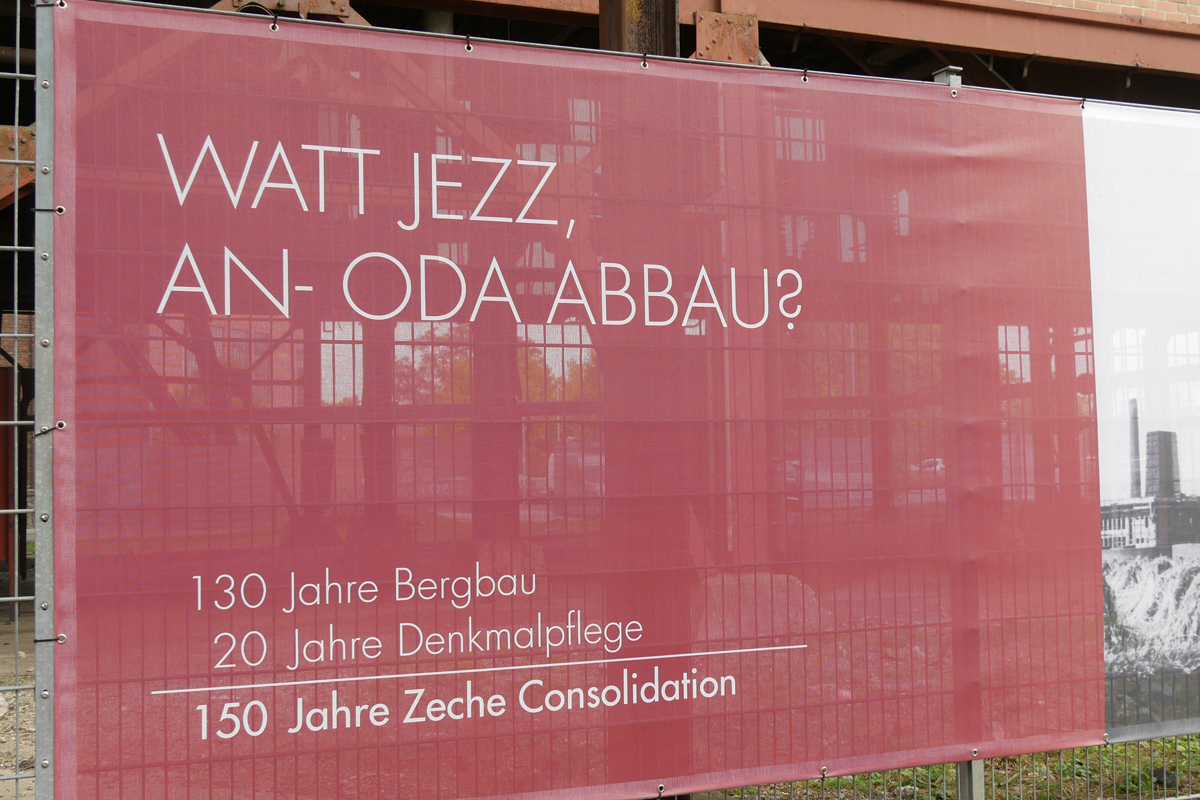 WATT JEZZ,
AN- ODA ABBAU?
130 Jahre Bergbau
20 Jahre Denkmalpflege
150 Jahre Zeche Consolidation